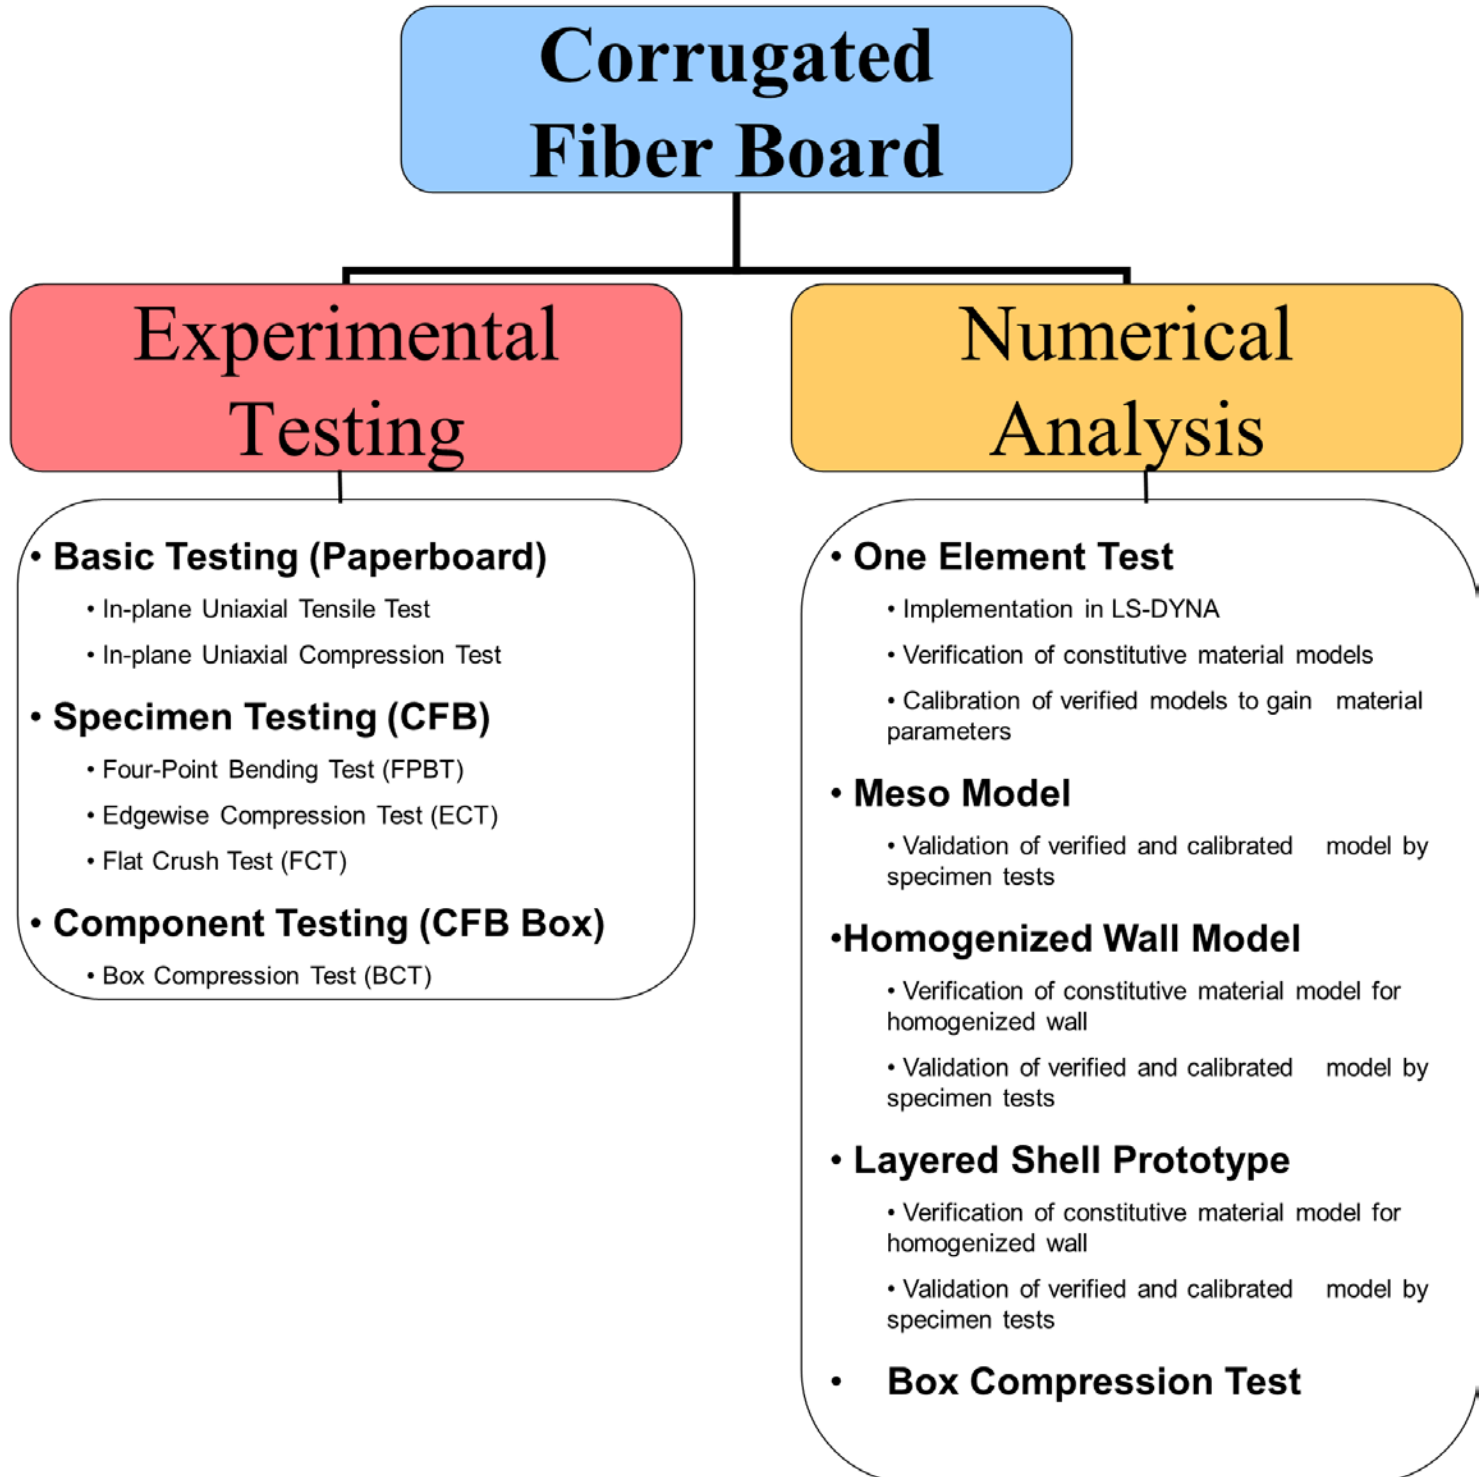 Corrugated
Fiber Board
Experimental
Testing
• Basic Testing (Paperboard)
• In-plane Uniaxial Tensile Test
• In-plane Uniaxial Compression Test
• Specimen Testing (CFB)
• Four-Point Bending Test (FPBT)
• Edgewise Compression Test (ECT)
• Flat Crush Test (FCT)
• Component Testing (CFB Box)
• Box Compression Test (BCT)
Numerical
Analysis
• One Element Test
• Implementation in LS-DYNA
• Verification of constitutive material models
• Calibration of verified models to gain material
parameters
• Meso Model
• Validation of verified and calibrated model by
specimen tests
•Homogenized Wall Model
• Verification of constitutive material model for
homogenized wall
• Validation of verified and calibrated model by
specimen tests
• Layered Shell Prototype
• Verification of constitutive material model for
homogenized wall
• Validation of verified and calibrated model by
specimen tests
• Box Compression Test